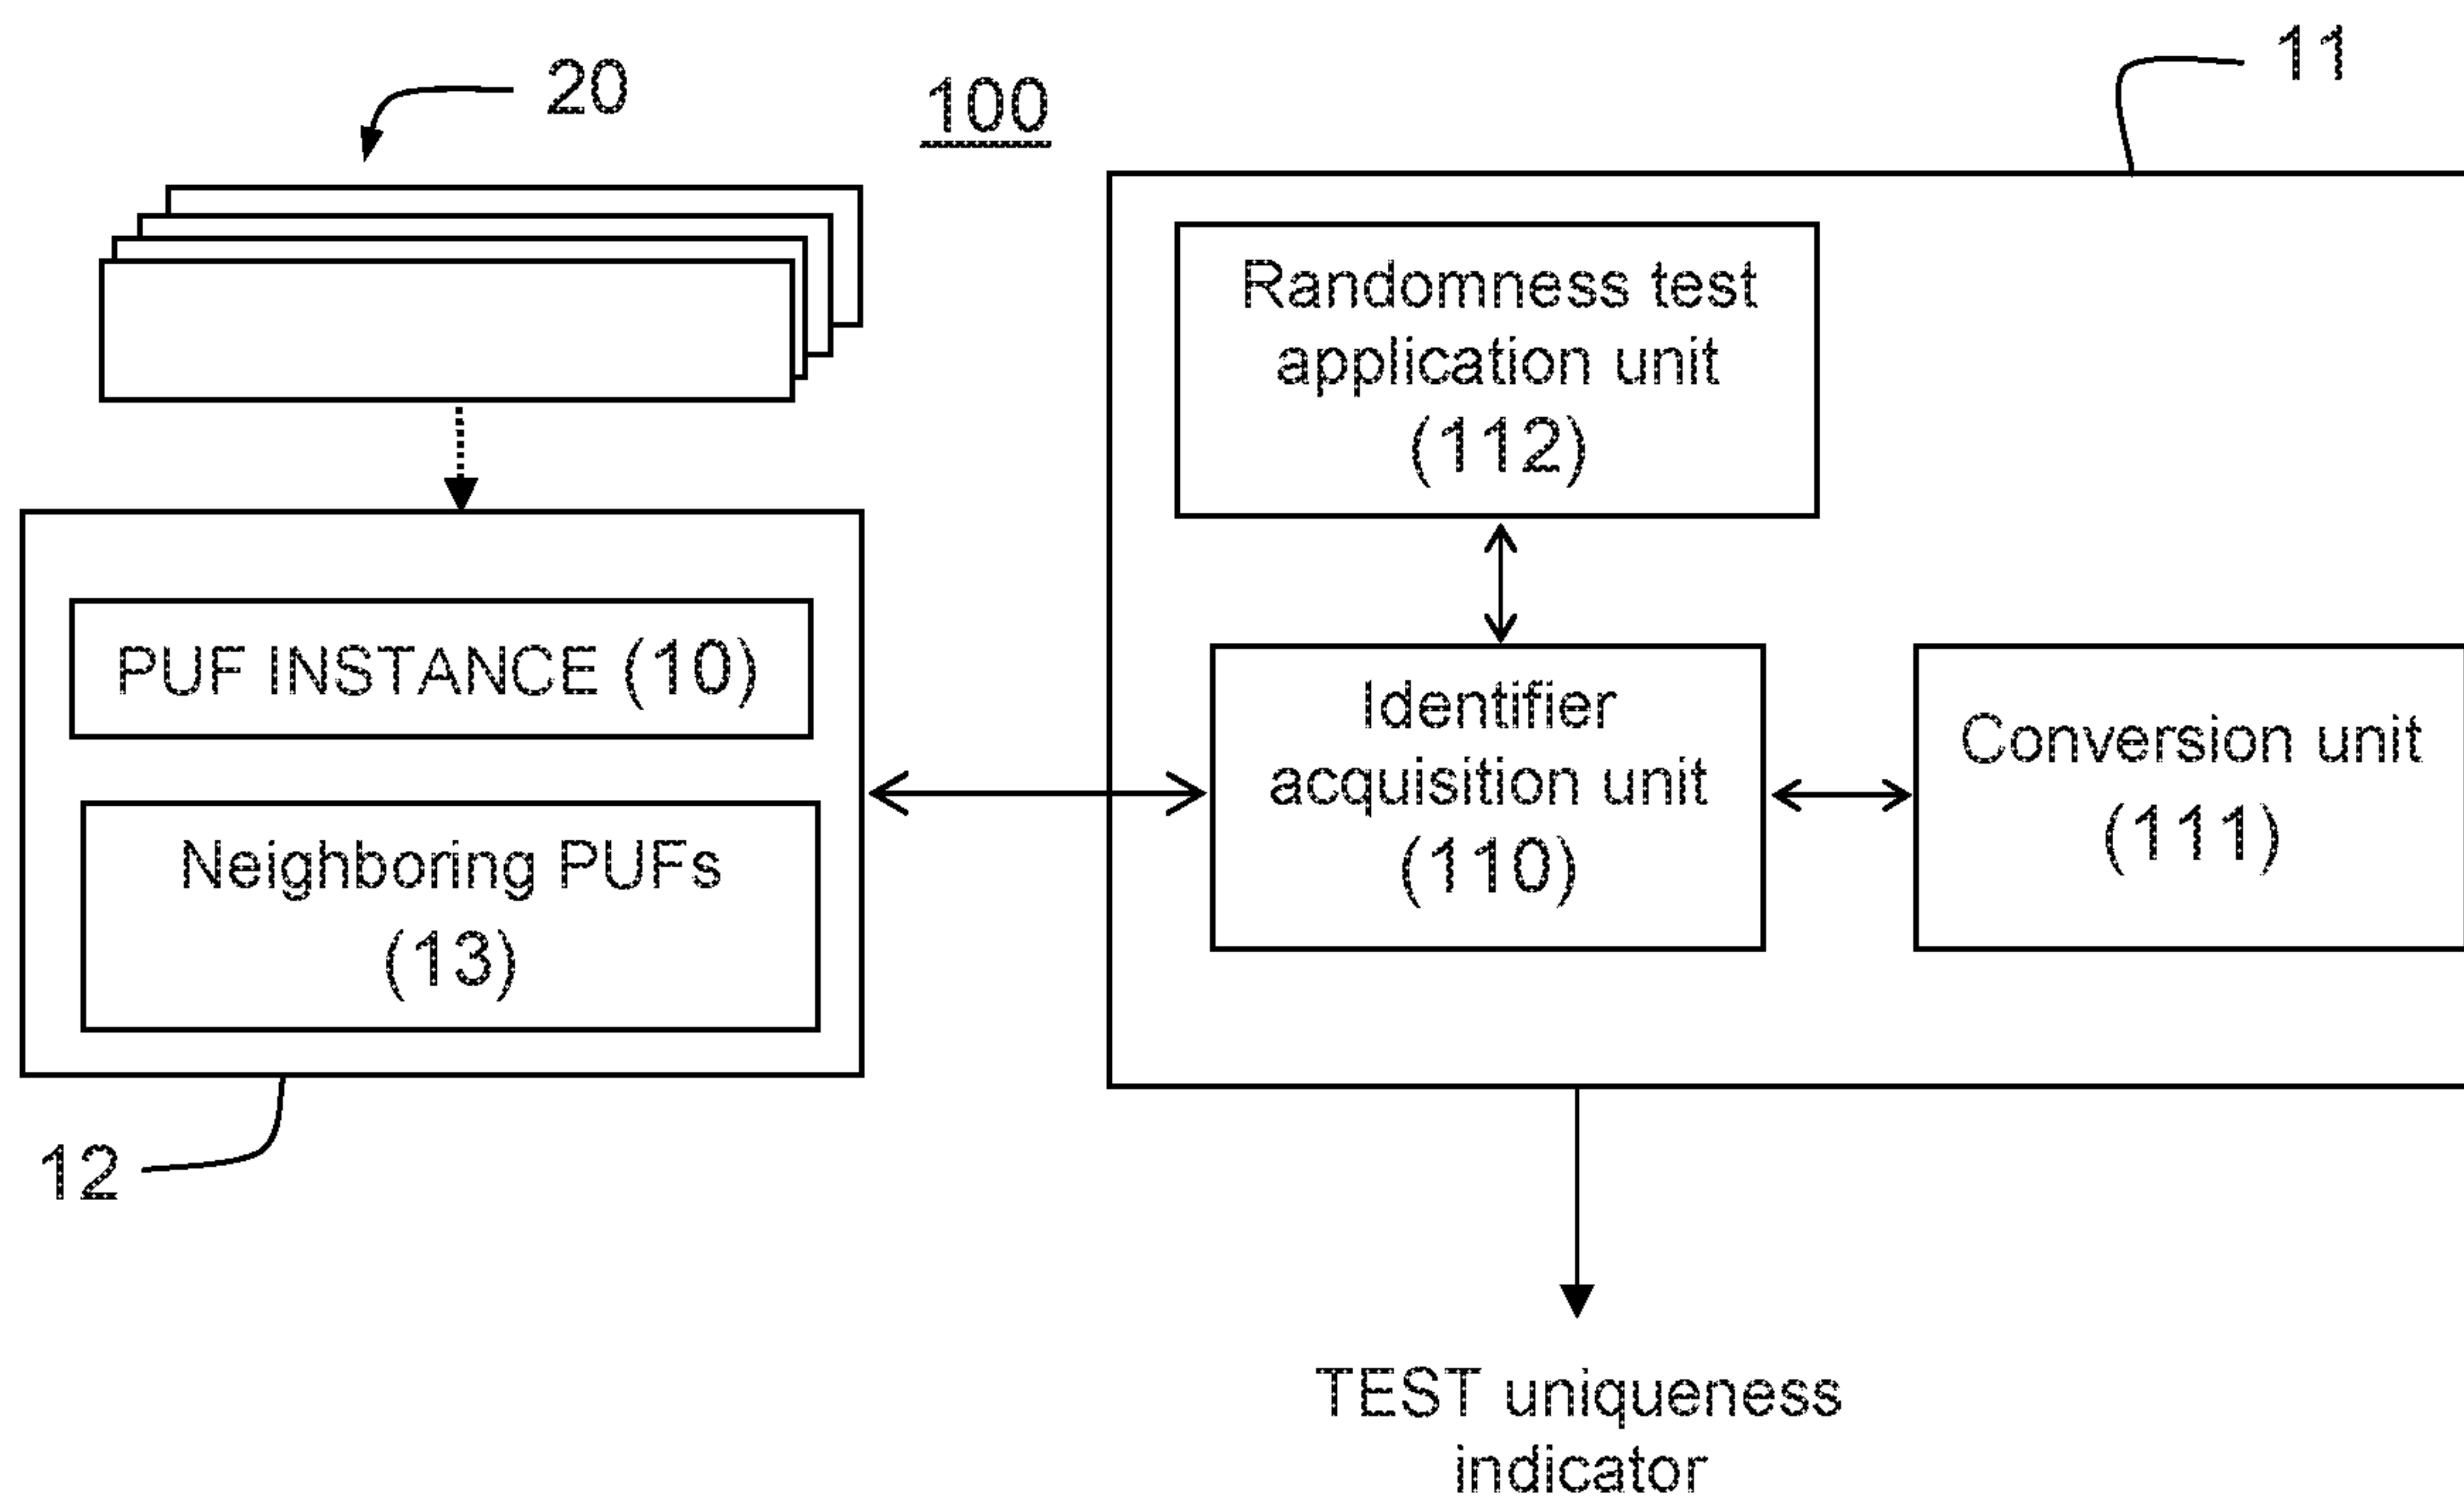 20
100
11
Randomness test
application unit
(112)
PUF INSTANCE (10)
Neighboring PUFs
(13)
Identifier
acquisition unit
(110)
Conversion unit
(111)
12
TEST uniqueness
indicator